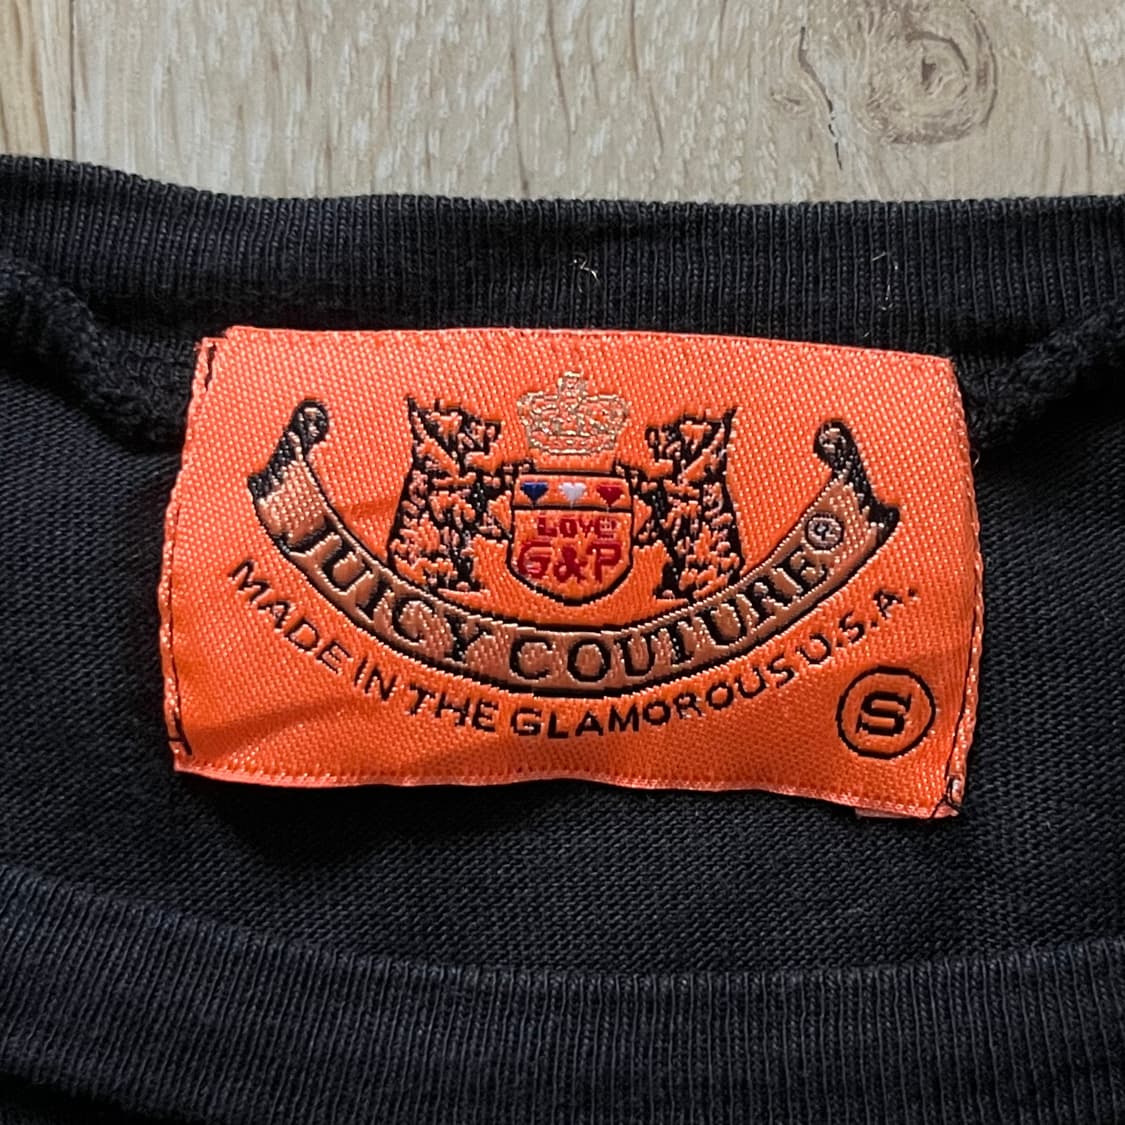 LOVE
G&P
JUICY COUTURE®
MADE IN THE GLAMOROUS U.S.A.
S